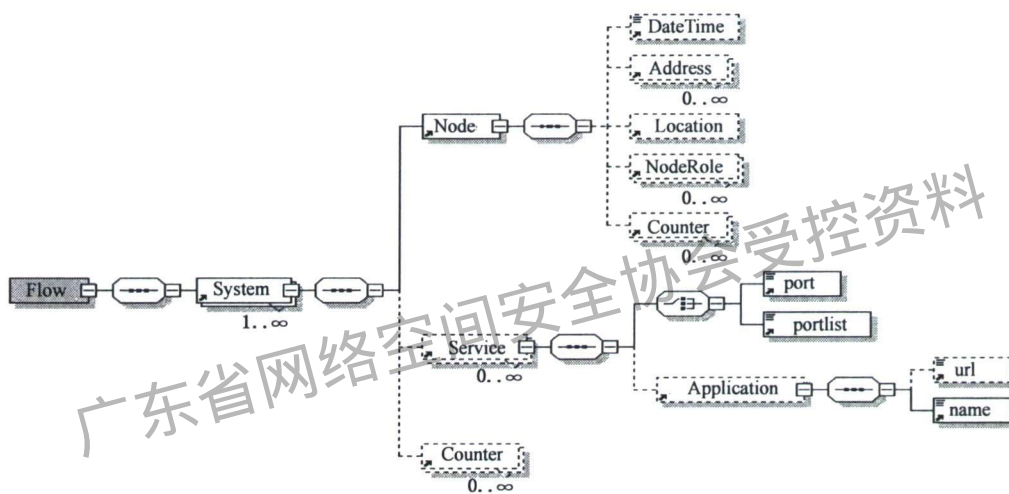 DateTime
Address
0..∞
Node
Location
NodeRole
0..∞
Counter
0..∞
Flow
System
1..∞
port
portlist
Service
0..∞
Application
url
name
Counter
0..∞
广东省网络空间安全协会受控资料